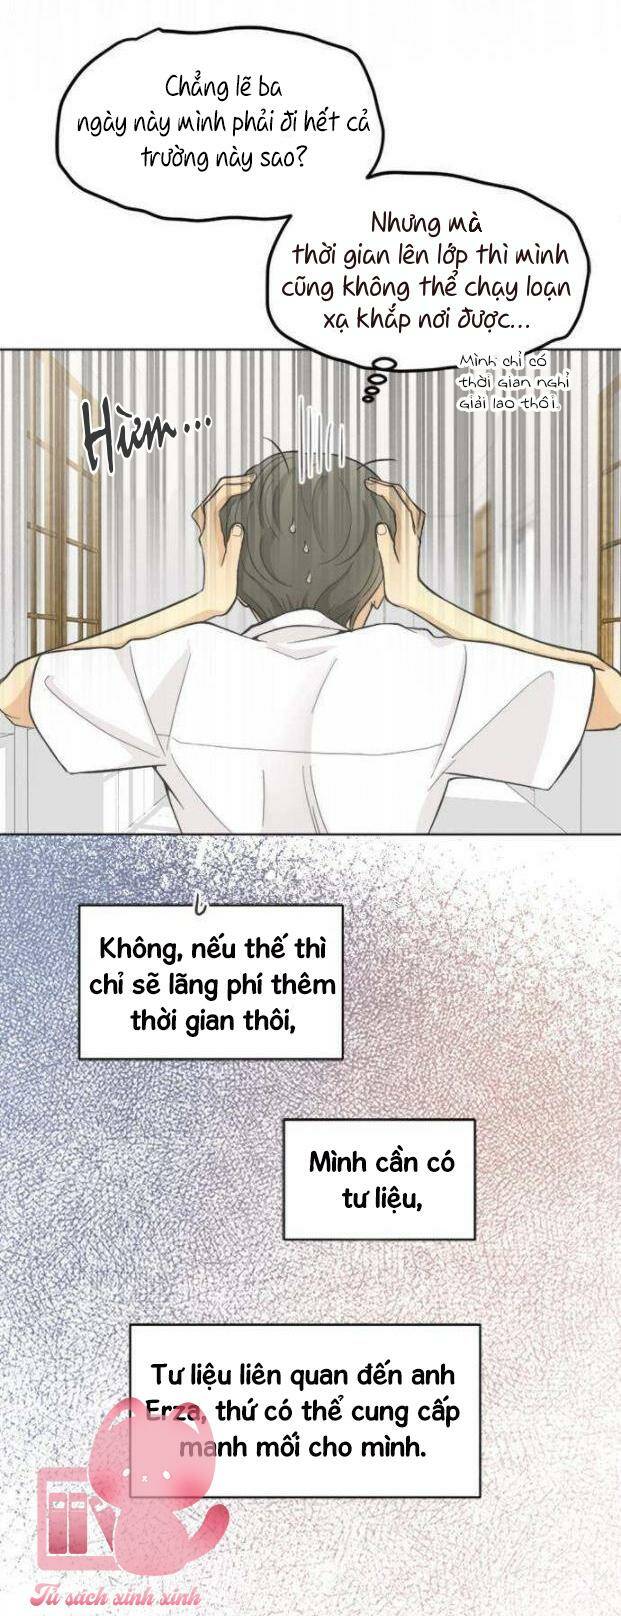 Chẳng lẽ ba
ngày này mình phải đi hết cả
trường này sao?
Nhưng mà
thời gian lên lớp thì mình
cũng không thể chạy loạn
xạ khắp nơi được...
Mình chỉ có
thời gian nghỉ
giải lao thôi.
Hừm...
Không, nếu thế thì
chỉ sẽ lãng phí thêm
thời gian thôi,
Mình cần có
tư liệu,
Tư liệu liên quan đến anh
Erza, thứ có thể cung cấp
manh mối cho mình.
Tủ sách xinh xinh